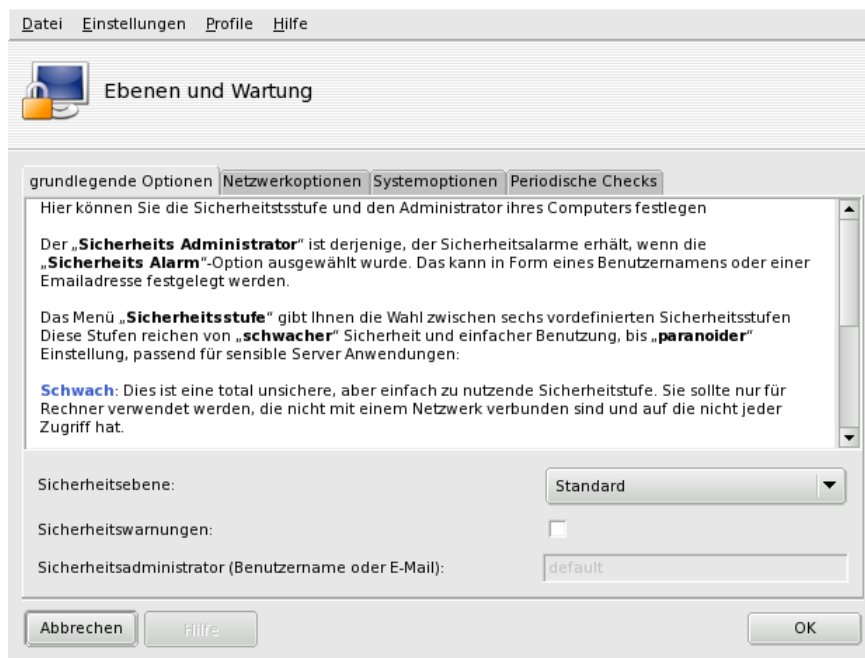 Datei Einstellungen Profile Hilfe
Ebenen und Wartung
grundlegende Optionen Netzwerkoptionen Systemoptionen Periodische Checks
Hier können Sie die Sicherheitstsstufe und den Administrator ihres Computers festlegen
Der „Sicherheits Administrator“ ist derjenige, der Sicherheitsalarme erhält, wenn die
„Sicherheits Alarm“-Option ausgewählt wurde. Das kann in Form eines Benutzernamens oder einer
Emailadresse festgelegt werden.
Das Menü „Sicherheitsstufe“ gibt Ihnen die Wahl zwischen sechs vordefinierten Sicherheitsstufen
Diese Stufen reichen von „schwacher“ Sicherheit und einfacher Benutzung, bis „paranoider“
Einstellung, passend für sensible Server Anwendungen:
Schwach: Dies ist eine total unsichere, aber einfach zu nutzende Sicherheitstufe. Sie sollte nur für
Rechner verwendet werden, die nicht mit einem Netzwerk verbunden sind und auf die nicht jeder
Zugriff hat.
Sicherheitsebene: Standard
Sicherheitswarnungen:
Sicherheitsadministrator (Benutzername oder E-Mail): default
Abbrechen Hilfe OK